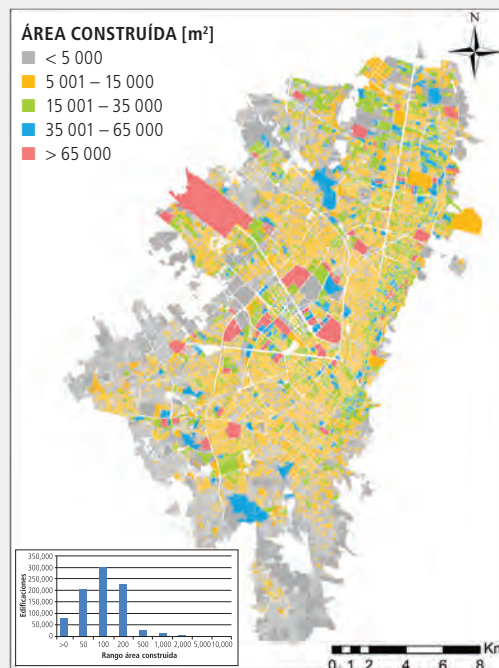 ÁREA CONSTRUÍDA [m²]
< 5 000
5 001 – 15 000
15 001 – 35 000
35 001 – 65 000
> 65 000
N
350,000
300,000
250,000
200,000
150,000
100,000
50,000
0
Edificaciones
>0 50 100 200 500 1,000 2,000 5,000 10,000
Rango área construida
Km
0 1 2 4 6 8